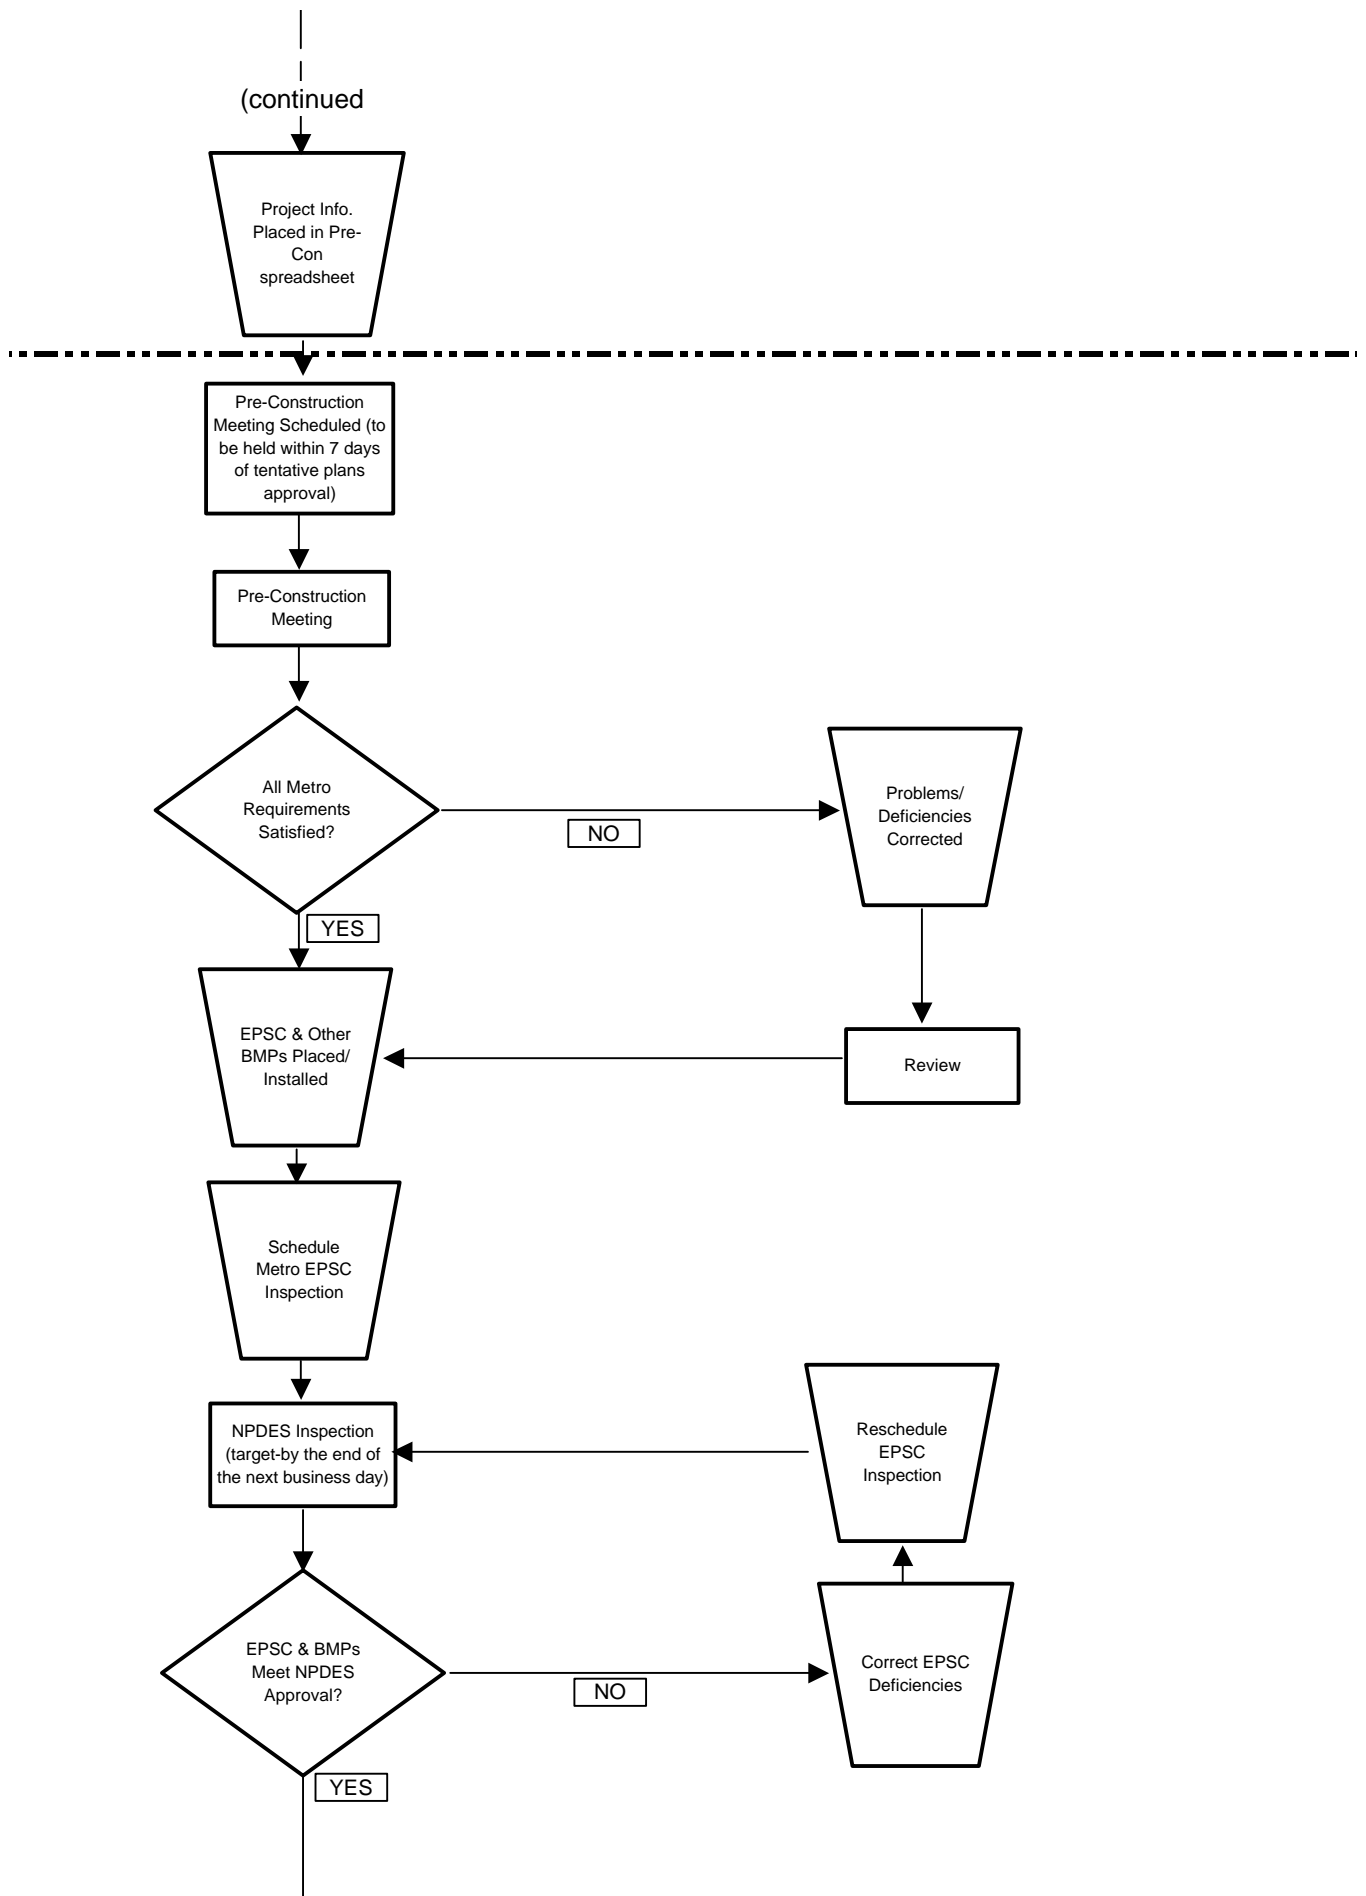 (continued
Project Info.
Placed in Pre-
Con
spreadsheet
Pre-Construction
Meeting Scheduled (to
be held within 7 days
of tentative plans
approval)
Pre-Construction
Meeting
All Metro
Requirements
Satisfied?
NO
Problems/
Deficiencies
Corrected
YES
EPSC & Other
BMPs Placed/
Installed
Review
Schedule
Metro EPSC
Inspection
NPDES Inspection
(target-by the end of
the next business day)
Reschedule
EPSC
Inspection
EPSC & BMPs
Meet NPDES
Approval?
NO
Correct EPSC
Deficiencies
YES